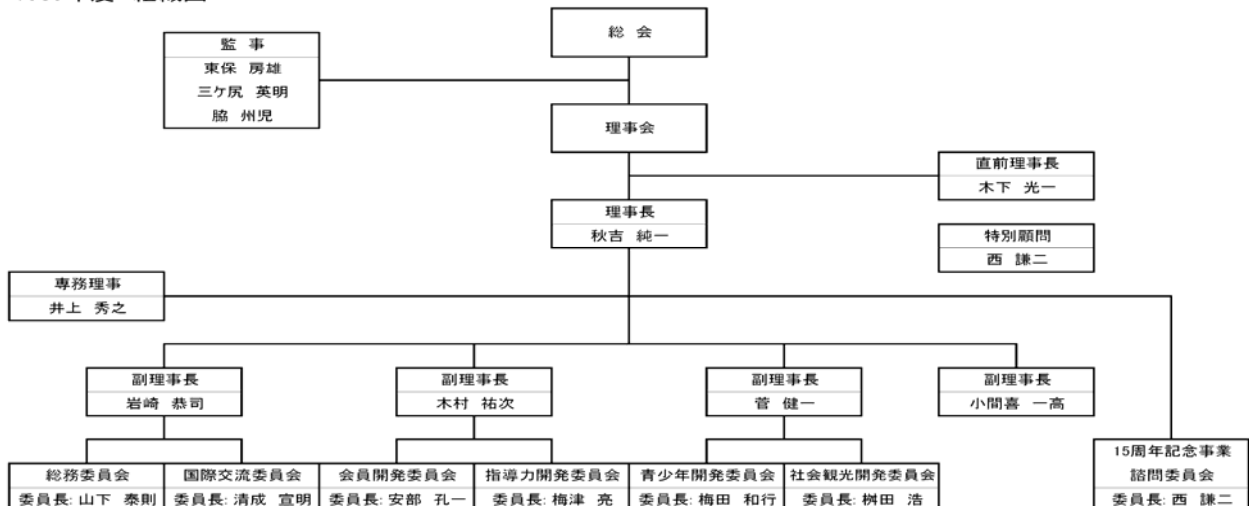 総 会
監 事
東保 房雄
三ケ尻 英明
脇 州児
理事会
直前理事長
木下 光一
理事長
秋吉 純一
特別顧問
西 謙二
専務理事
井上 秀之
副理事長
岩崎 恭司
副理事長
木村 祐次
副理事長
菅 健一
副理事長
小間喜 一高
総務委員会
委員長: 山下 泰則
国際交流委員会
委員長: 清成 宣明
会員開発委員会
委員長: 安部 孔一
指導力開発委員会
委員長: 梅津 亮
青少年開発委員会
委員長: 梅田 和行
社会観光開発委員会
委員長: 桝田 浩
15周年記念事業
諮問委員会
委員長: 西 謙二